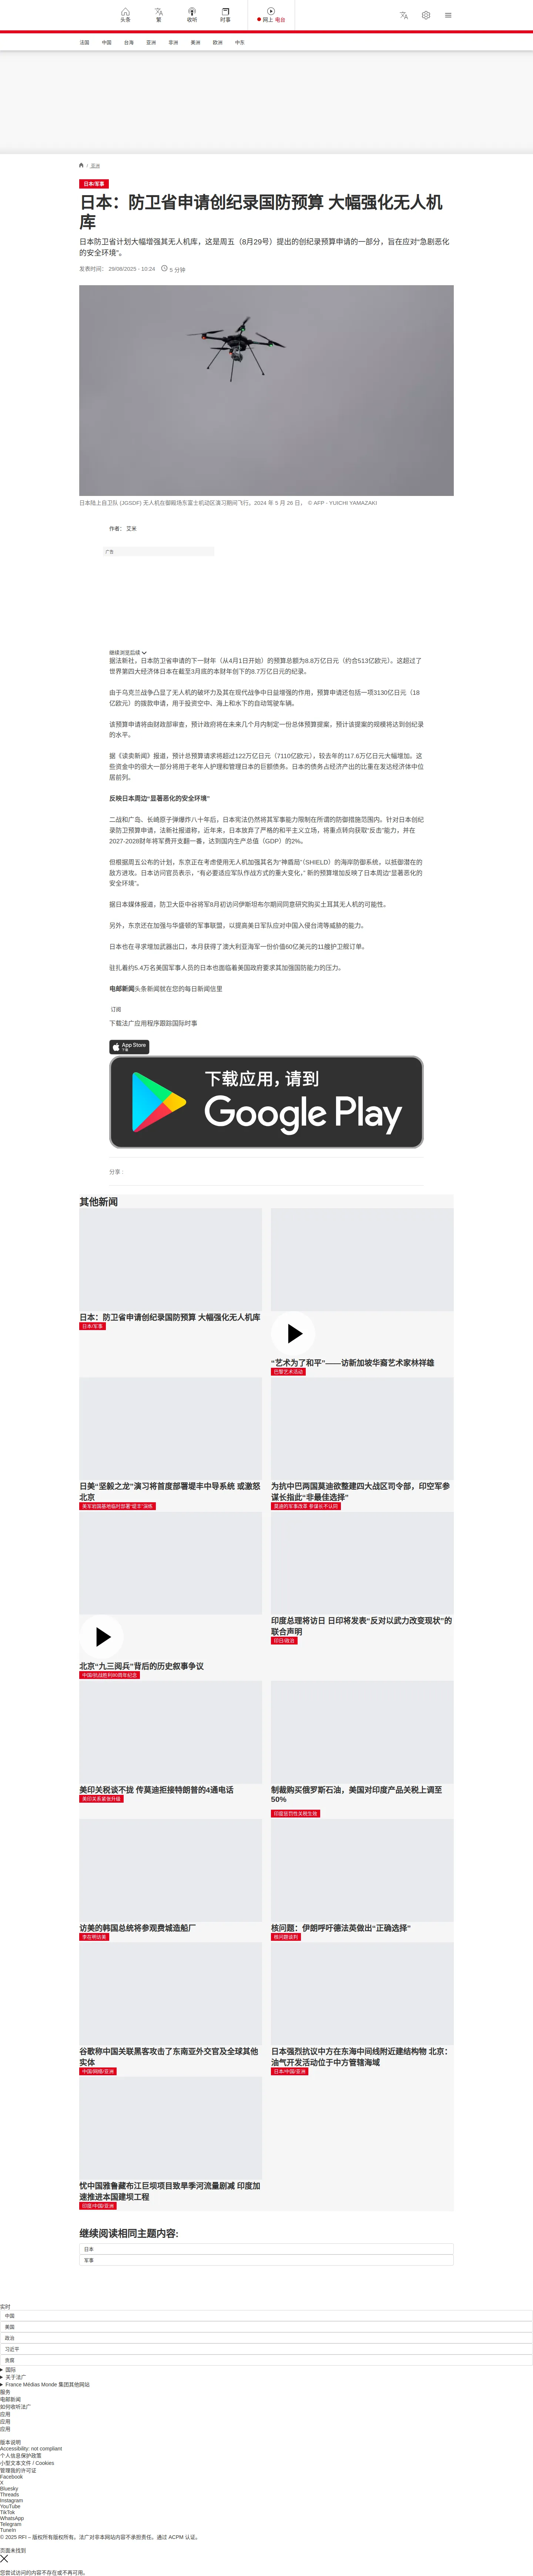 头条
繁
收听
时事
网上 电台
法国
中国
台海
亚洲
非洲
美洲
欧洲
中东
/ 亚洲
日本/军事
日本：防卫省申请创纪录国防预算 大幅强化无人机
库
日本防卫省计划大幅增强其无人机库，这是周五（8月29号）提出的创纪录预算申请的一部分，旨在应对“急剧恶化
的安全环境”。
发表时间： 29/08/2025 - 10:24
5 分钟
日本陆上自卫队 (JGSDF) 无人机在御殿场东富士机动区演习期间飞行。2024 年 5 月 26 日。 © AFP - YUICHI YAMAZAKI
作者： 艾米
广告
继续浏览后续
据法新社，日本防卫省申请的下一财年（从4月1日开始）的预算总额为8.8万亿日元（约合513亿欧元）。这超过了
世界第四大经济体日本在截至3月底的本财年创下的8.7万亿日元的纪录。
由于乌克兰战争凸显了无人机的破坏力及其在现代战争中日益增强的作用，预算申请还包括一项3130亿日元（18
亿欧元）的拨款申请，用于投资空中、海上和水下的自动驾驶车辆。
该预算申请将由财政部审查，预计政府将在未来几个月内制定一份总体预算提案，预计该提案的规模将达到创纪录
的水平。
据《读卖新闻》报道，预计总预算请求将超过122万亿日元（7110亿欧元），较去年的117.6万亿日元大幅增加。这
些资金中的很大一部分将用于老年人护理和管理日本的巨额债务。日本的债务占经济产出的比重在发达经济体中位
居前列。
反映日本周边“显著恶化的安全环境”
二战和广岛、长崎原子弹爆炸八十年后，日本宪法仍然将其军事能力限制在所谓的防御措施范围内。针对日本创纪
录防卫预算申请，法新社报道称，近年来，日本放弃了严格的和平主义立场，将重点转向获取“反击”能力，并在
2027-2028财年将军费开支翻一番，达到国内生产总值（GDP）的2%。
但根据周五公布的计划，东京正在考虑使用无人机加强其名为“神盾局”（SHIELD）的海岸防御系统，以抵御潜在的
敌方进攻。日本访问官员表示，“有必要适应军队作战方式的重大变化，” 新的预算增加反映了日本周边“显著恶化的
安全环境”。
据日本媒体报道，防卫大臣中谷将军8月初访问伊斯坦布尔期间同意研究购买土耳其无人机的可能性。
另外，东京还在加强与华盛顿的军事联盟，以提高美日军队应对中国入侵台湾等威胁的能力。
日本也在寻求增加武器出口，本月获得了澳大利亚海军一份价值60亿美元的11艘护卫舰订单。
驻扎着约5.4万名美国军事人员的日本也面临着美国政府要求其加强国防能力的压力。
电邮新闻头条新闻就在您的每日新闻信里
订阅
下载法广应用程序跟踪国际时事
App Store
下载
下载应用，请到
Google Play
分享 :
其他新闻
日本：防卫省申请创纪录国防预算 大幅强化无人机库
日本/军事
“艺术为了和平”——访新加坡华裔艺术家林祥雄
巴黎艺术活动
日美“坚毅之龙”演习将首度部署堤丰中导系统 或激怒
北京
美军岩国基地临时部署“堤丰”演练
为抗中巴两国莫迪欲整建四大战区司令部，印空军参
谋长指此“非最佳选择”
莫迪的军事改革 参谋长不认同
北京“九三阅兵”背后的历史叙事争议
中国/抗战胜利80周年纪念
印度总理将访日 日印将发表“反对以武力改变现状”的
联合声明
印日/政治
美印关税谈不拢 传莫迪拒接特朗普的4通电话
美印关系紧张升级
制裁购买俄罗斯石油，美国对印度产品关税上调至
50%
印度惩罚性关税生效
访美的韩国总统将参观费城造船厂
李在明访美
核问题：伊朗呼吁德法英做出“正确选择”
核问题谈判
谷歌称中国关联黑客攻击了东南亚外交官及全球其他
实体
中国/网络/亚洲
日本强烈抗议中方在东海中间线附近建结构物 北京：
油气开发活动位于中方管辖海域
日本/中国/亚洲
忧中国雅鲁藏布江巨坝项目致旱季河流量剧减 印度加
速推进本国建坝工程
印度/中国/亚洲
继续阅读相同主题内容:
日本
军事
实时
中国
美国
政治
习近平
贪腐
国际
关于法广
France Médias Monde 集团其他网站
服务
电邮新闻
如何收听法广
应用
应用
应用
版本说明
Accessibility: not compliant
个人信息保护政策
小型文本文件 / Cookies
管理我的许可证
Facebook
X
Bluesky
Threads
Instagram
YouTube
TikTok
WhatsApp
Telegram
TuneIn
© 2025 RFI – 版权所有版权所有。法广对非本网站内容不承担责任。通过 ACPM 认证。
页面未找到
您尝试访问的内容不存在或不再可用。